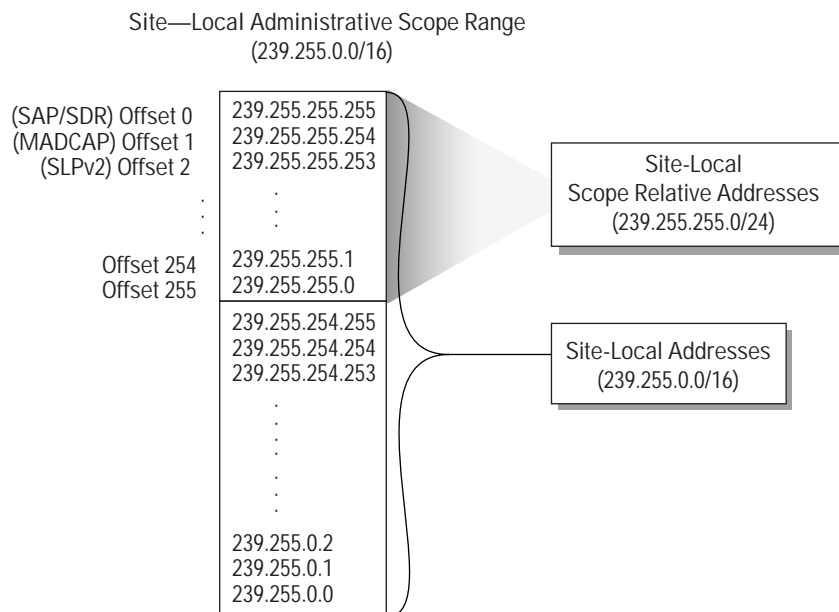 Site—Local Administrative Scope Range
(239.255.0.0/16)
(SAP/SDR) Offset 0
239.255.255.255
(MADCAP) Offset 1
239.255.255.254
(SLPv2) Offset 2
239.255.255.253
Site-Local
Scope Relative Addresses
(239.255.255.0/24)
Offset 254
239.255.255.1
Offset 255
239.255.255.0
239.255.254.255
239.255.254.254
239.255.254.253
Site-Local Addresses
(239.255.0.0/16)
239.255.0.2
239.255.0.1
239.255.0.0